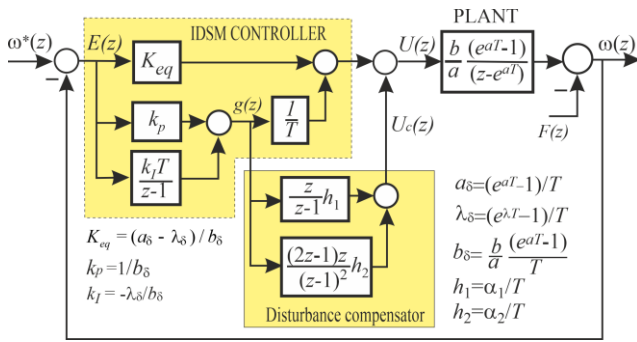 PLANT
IDSM CONTROLLER
ω*(z)
E(z)
K_eq
U(z)
b/a (e^{aT}-1)/(z-e^{aT})
ω(z)
−
−
F(z)
g(z)
k_p
1/T
U_c(z)
k_I T/(z-1)
z/(z-1) h_1
(2z-1)z/(z-1)^2 h_2
Disturbance compensator
K_eq = (a_δ - λ_δ)/b_δ
k_p=1/b_δ
k_I= -λ_δ/b_δ
a_δ=(e^{aT}-1)/T
λ_δ=(e^{λT}-1)/T
b_δ= b/a (e^{aT}-1)/T
h_1=α_1/T
h_2=α_2/T